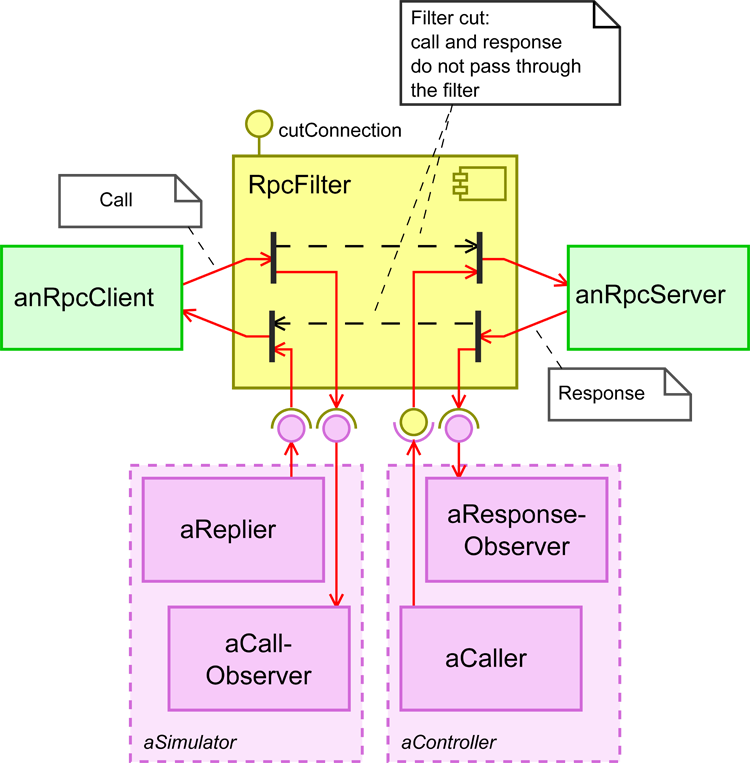 Filter cut:
call and response
do not pass through
the filter
cutConnection
RpcFilter
Call
anRpcClient
anRpcServer
Response
aReplier
aResponse-
Observer
aCall-
Observer
aCaller
aSimulator
aController